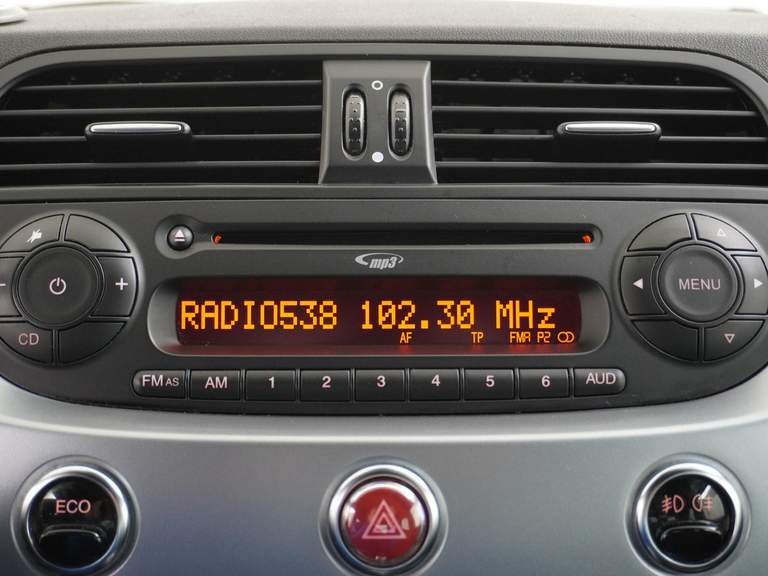 mp3
RADIO538 102.30 MHz
AF TP FMA P2
MENU
CD
FM AS AM 1 2 3 4 5 6 AUD
ECO